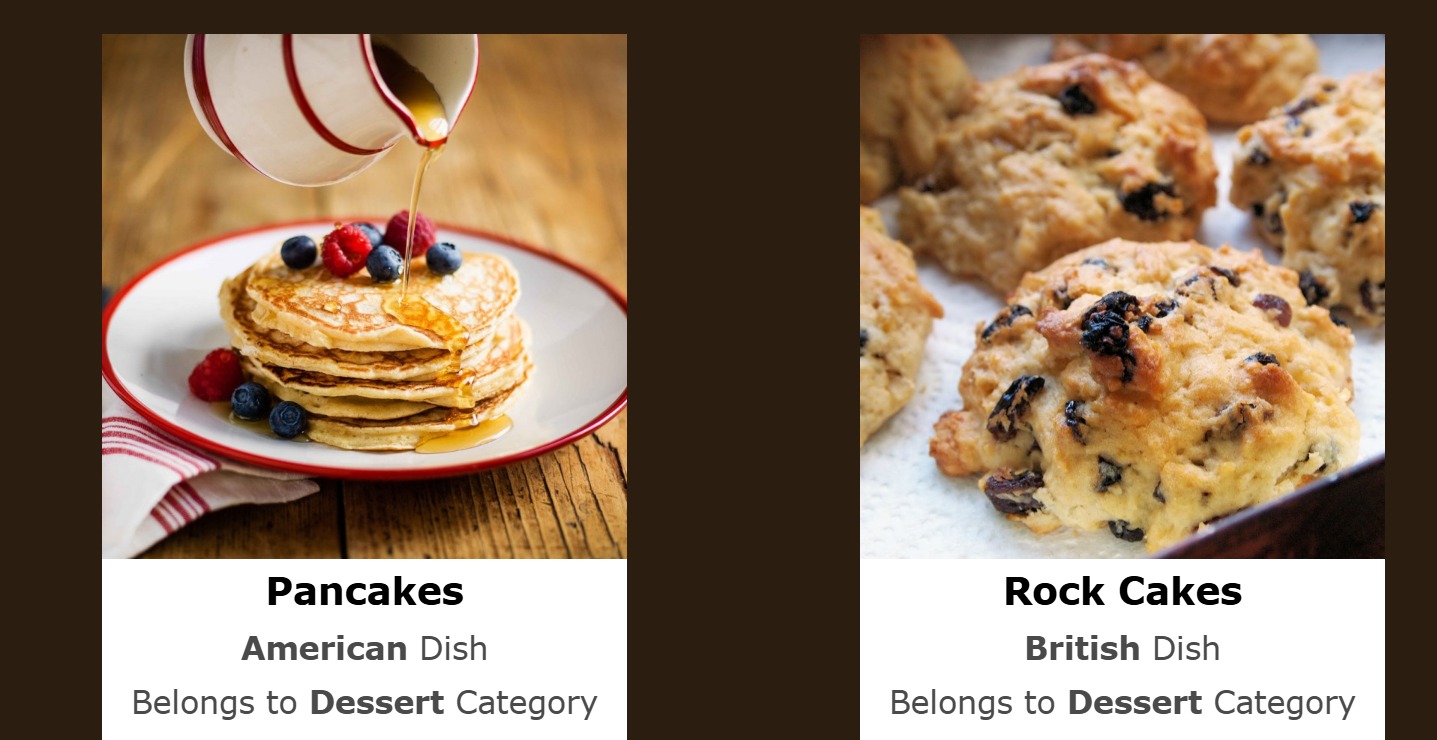 Pancakes
American Dish
Belongs to Dessert Category
Rock Cakes
British Dish
Belongs to Dessert Category